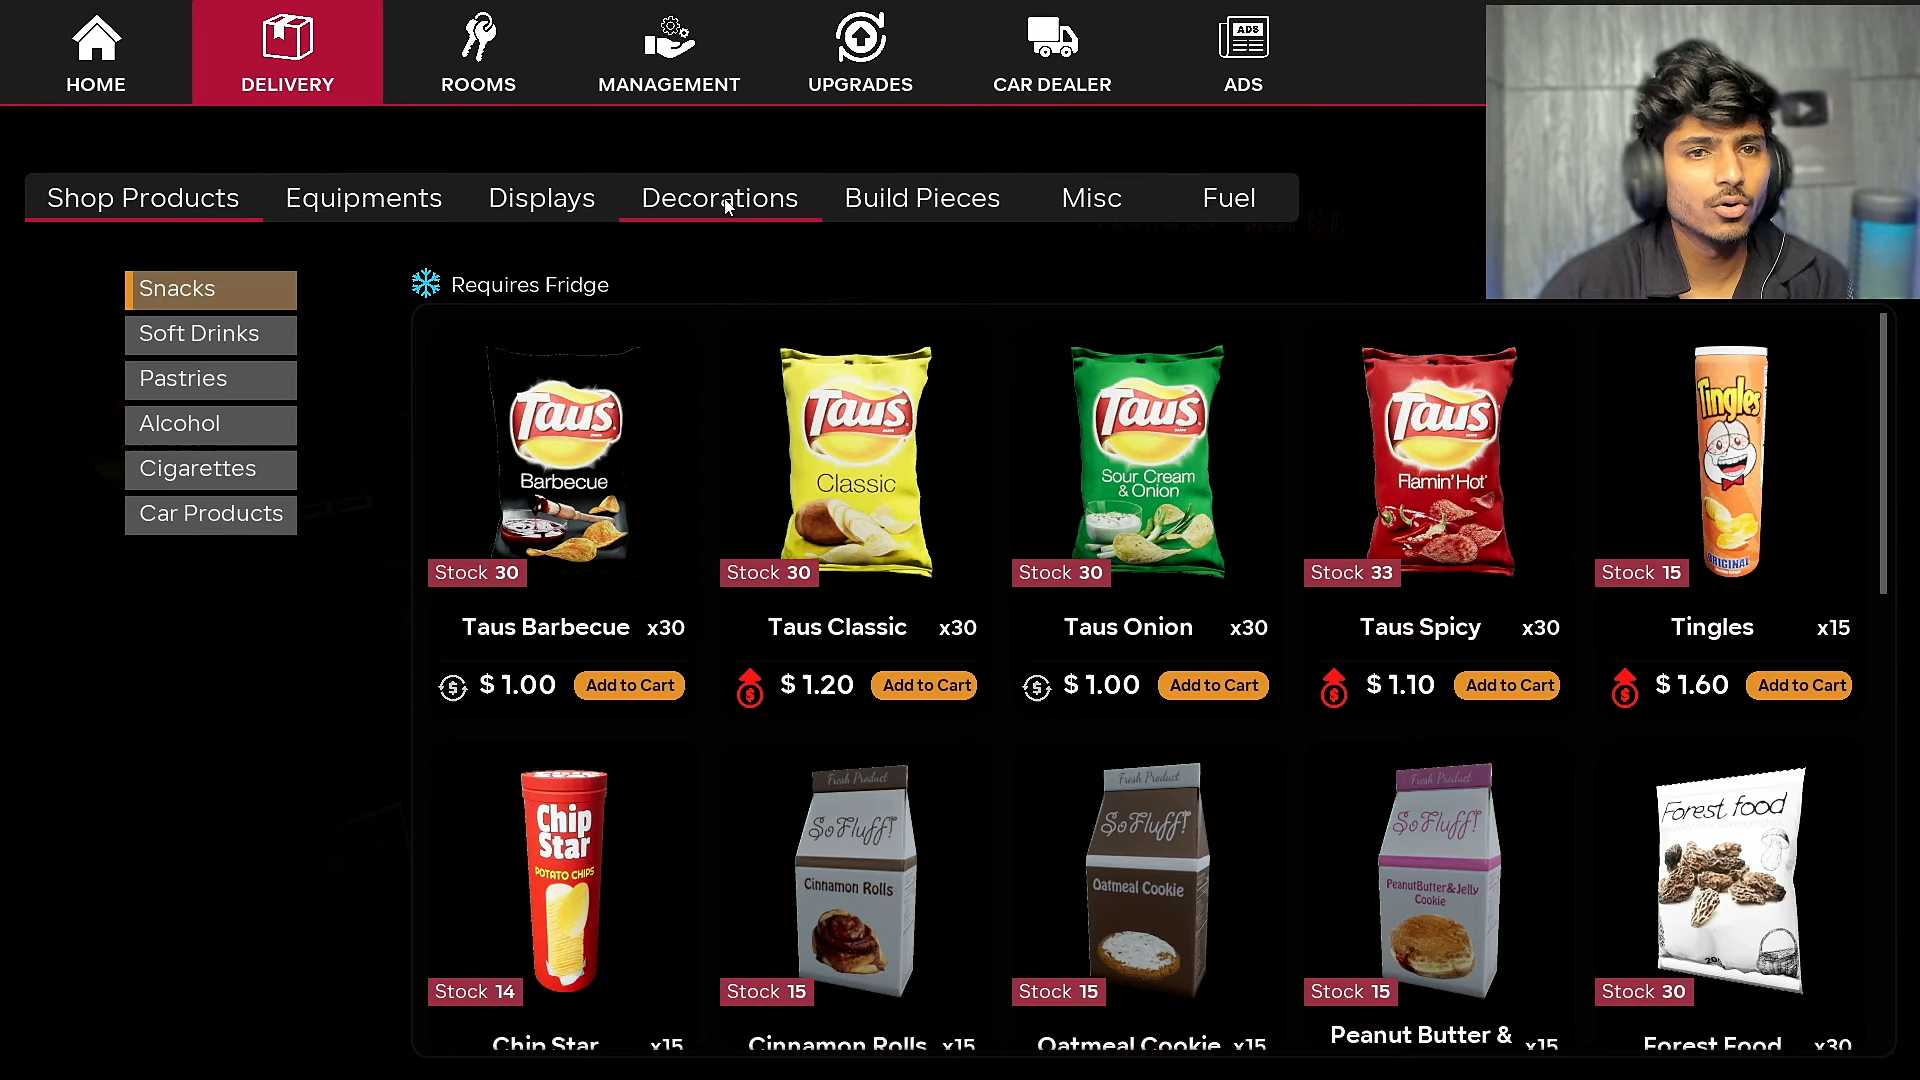 HOME
DELIVERY
ROOMS
MANAGEMENT
UPGRADES
CAR DEALER
ADS
ADS
Shop Products
Equipments
Displays
Decorations
Build Pieces
Misc
Fuel
Snacks
Soft Drinks
Pastries
Alcohol
Cigarettes
Car Products
Requires Fridge
Taus
Barbecue
Stock 30
Taus Barbecue x30
$ 1.00 Add to Cart
Taus
Classic
Stock 30
Taus Classic x30
$ 1.20 Add to Cart
Taus
Sour Cream
& Onion
Stock 30
Taus Onion x30
$ 1.00 Add to Cart
Taus
Flamin' Hot
Stock 33
Taus Spicy x30
$ 1.10 Add to Cart
Tingles
ORIGINAL
Stock 15
Tingles x15
$ 1.60 Add to Cart
Chip
Star
POTATO CHIPS
Stock 14
Chip Star x15
Fresh Product
SoFluff!
Cinnamon Rolls
Stock 15
Cinnamon Rolls x15
Fresh Product
SoFluff!
Oatmeal Cookie
Stock 15
Oatmeal Cookie x15
Fresh Product
SoFluff!
PeanutButter&Jelly
Cookie
Stock 15
Peanut Butter &
x15
Forest food
Stock 30
Forest Food x30